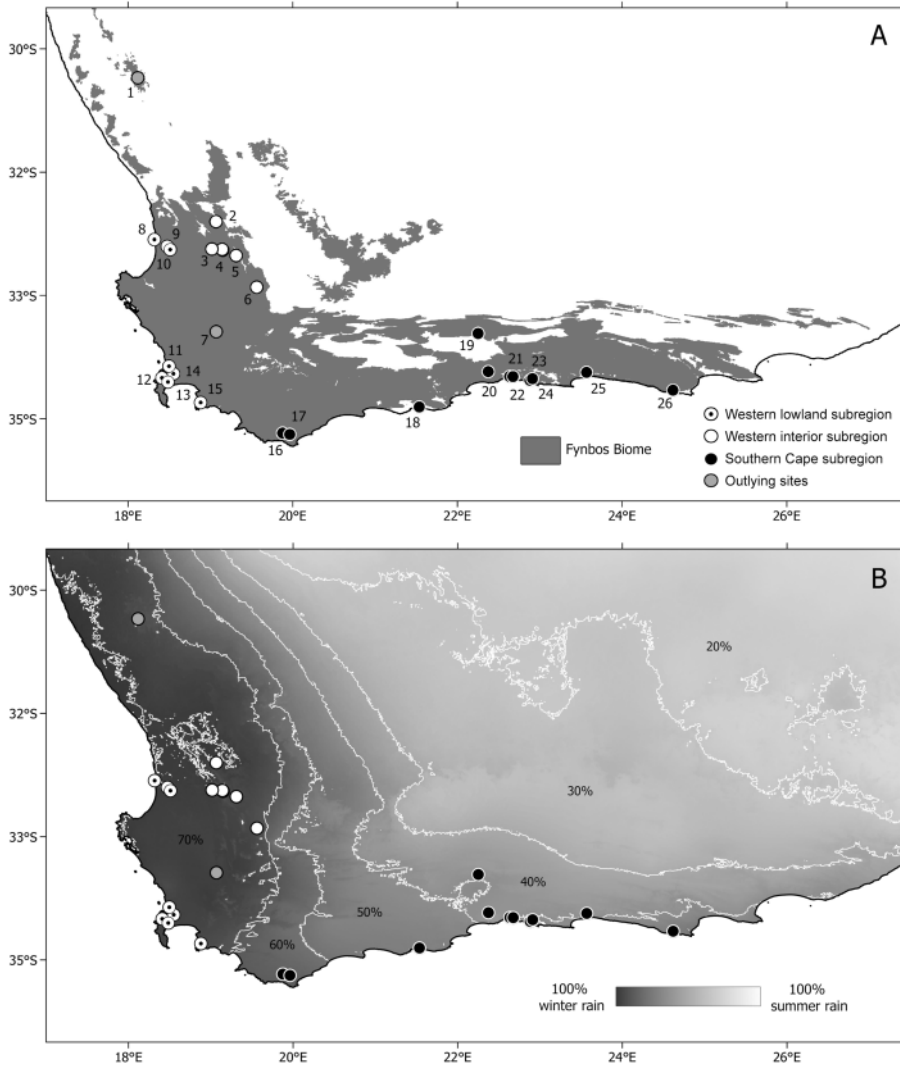 A
30°S
1
32°S
2
8
9
10
3
4
5
33°S
6
7
19
11
12
14
13
15
21
23
20
22
24
25
26
18
17
16
35°S
Western lowland subregion
Western interior subregion
Southern Cape subregion
Outlying sites
Fynbos Biome
18°E
20°E
22°E
24°E
26°E
B
30°S
20%
32°S
30%
33°S
70%
40%
50%
60%
35°S
100%
winter rain
100%
summer rain
18°E
20°E
22°E
24°E
26°E